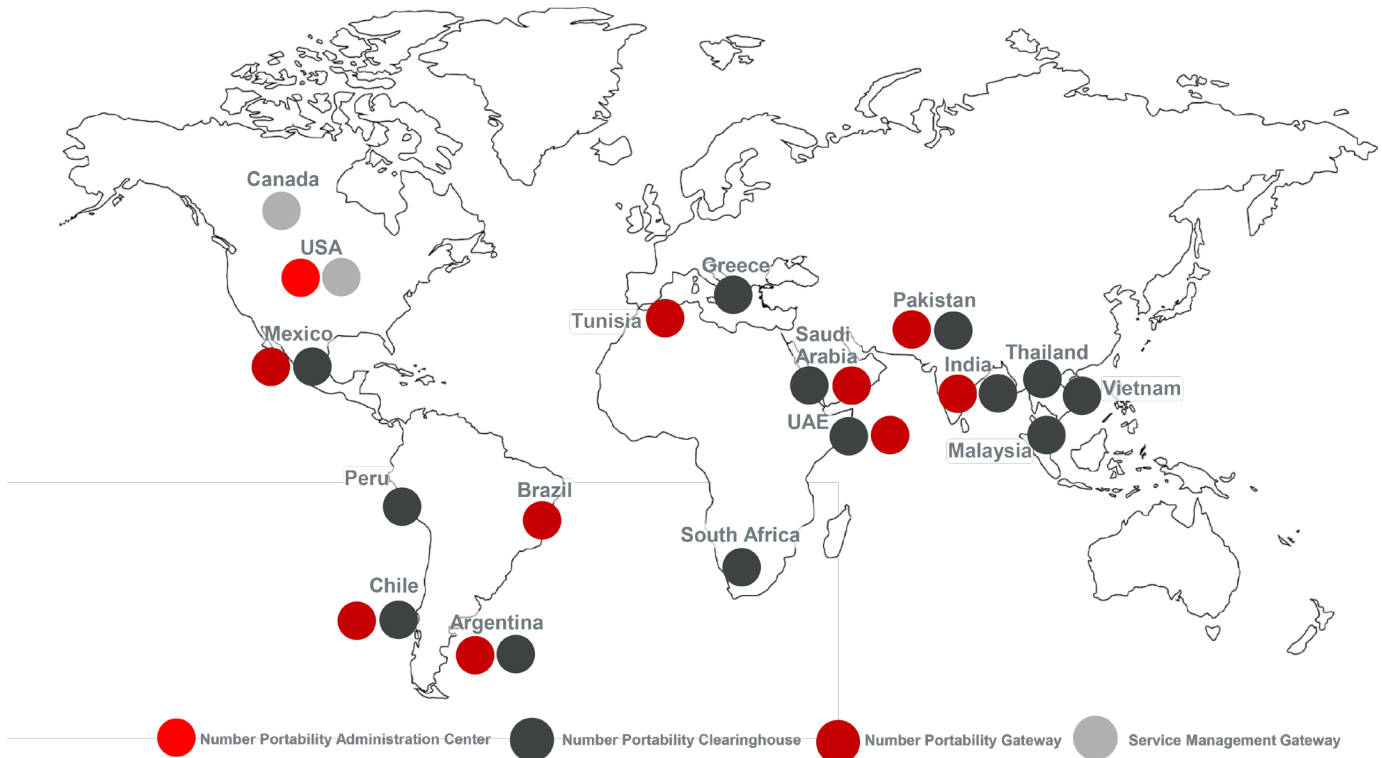 Canada
USA
Mexico
Greece
Tunisia
Pakistan
Saudi
Arabia
India
Thailand
Vietnam
UAE
Malaysia
Peru
Brazil
South Africa
Chile
Argentina
Number Portability Administration Center
Number Portability Clearinghouse
Number Portability Gateway
Service Management Gateway